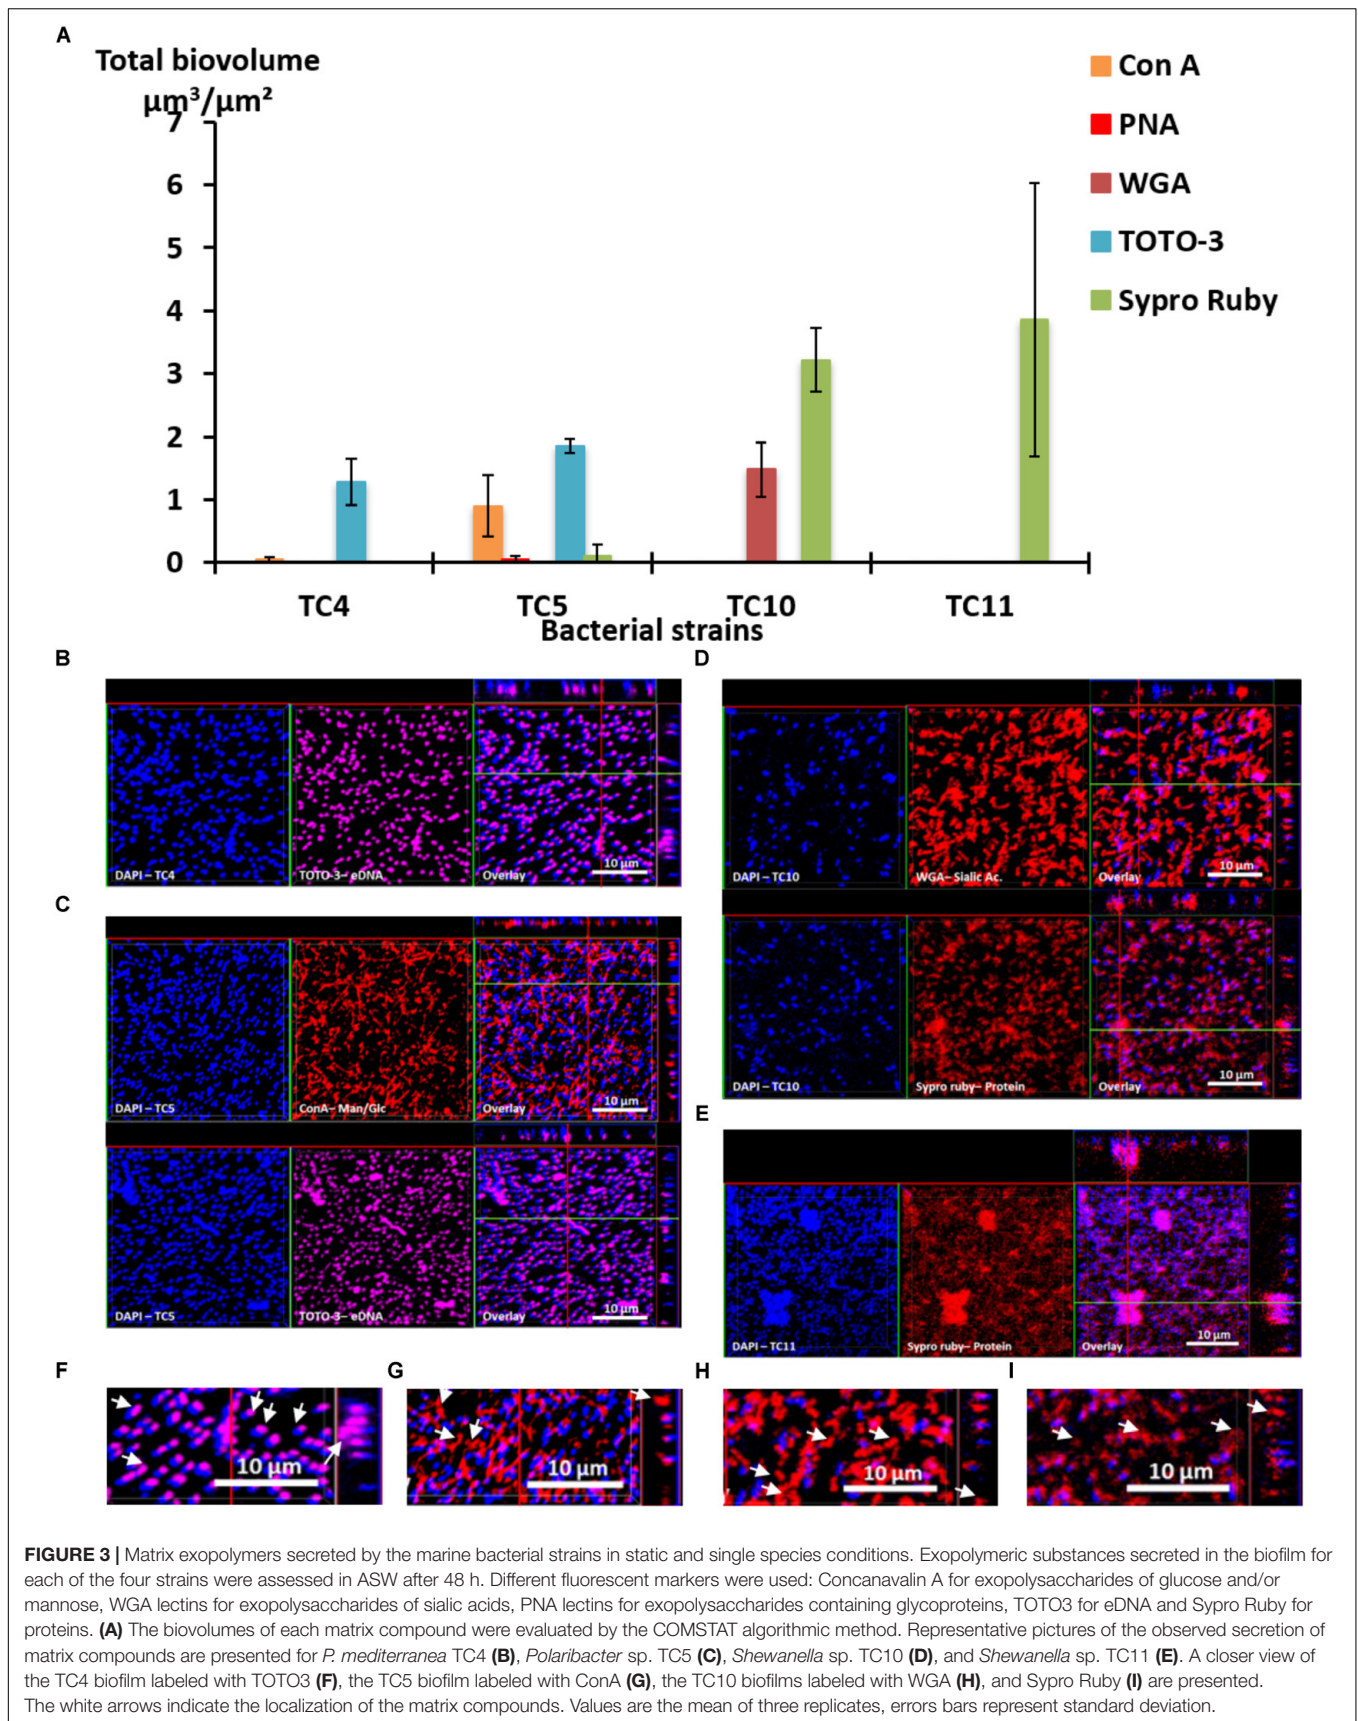 A
Total biovolume
µm³/µm²
7
6
5
4
3
2
1
0
Con A
PNA
WGA
TOTO-3
Sypro Ruby
TC4 TC5 TC10 TC11
Bacterial strains
B
DAPI – TC4 TOTO-3– eDNA Overlay 10 µm
C
DAPI – TC5 ConA– Man/Glc Overlay 10 µm
DAPI – TC5 TOTO-3– eDNA Overlay 10 µm
D
DAPI – TC10 WGA– Sialic Ac. Overlay 10 µm
DAPI – TC10 Sypro ruby– Protein Overlay 10 µm
E
DAPI – TC11 Sypro ruby– Protein Overlay 10 µm
F
10 µm
G
10 µm
H
10 µm
I
10 µm
FIGURE 3 | Matrix exopolymers secreted by the marine bacterial strains in static and single species conditions. Exopolymeric substances secreted in the biofilm for
each of the four strains were assessed in ASW after 48 h. Different fluorescent markers were used: Concanavalin A for exopolysaccharides of glucose and/or
mannose, WGA lectins for exopolysaccharides of sialic acids, PNA lectins for exopolysaccharides containing glycoproteins, TOTO3 for eDNA and Sypro Ruby for
proteins. (A) The biovolumes of each matrix compound were evaluated by the COMSTAT algorithmic method. Representative pictures of the observed secretion of
matrix compounds are presented for P. mediterranea TC4 (B), Polaribacter sp. TC5 (C), Shewanella sp. TC10 (D), and Shewanella sp. TC11 (E). A closer view of
the TC4 biofilm labeled with TOTO3 (F), the TC5 biofilm labeled with ConA (G), the TC10 biofilms labeled with WGA (H), and Sypro Ruby (I) are presented.
The white arrows indicate the localization of the matrix compounds. Values are the mean of three replicates, errors bars represent standard deviation.